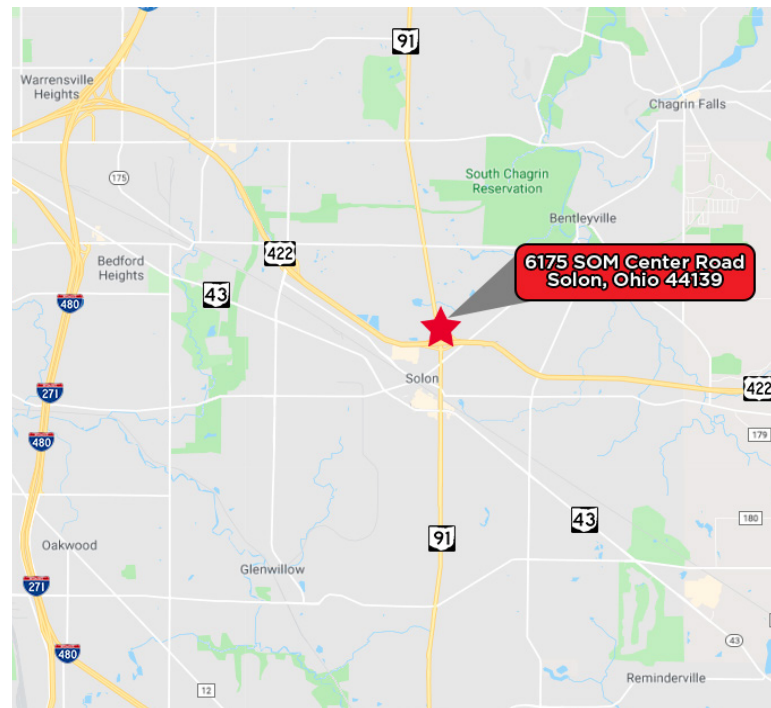 91
Warrensville
Heights
Chagrin Falls
175
South Chagrin
Reservation
Bentleyville
422
Bedford
Heights
6175 SOM Center Road
Solon, Ohio 44139
43
480
Solon
271
422
480
179
43
180
91
Oakwood
Glenwillow
271
43
480
Reminderville
12